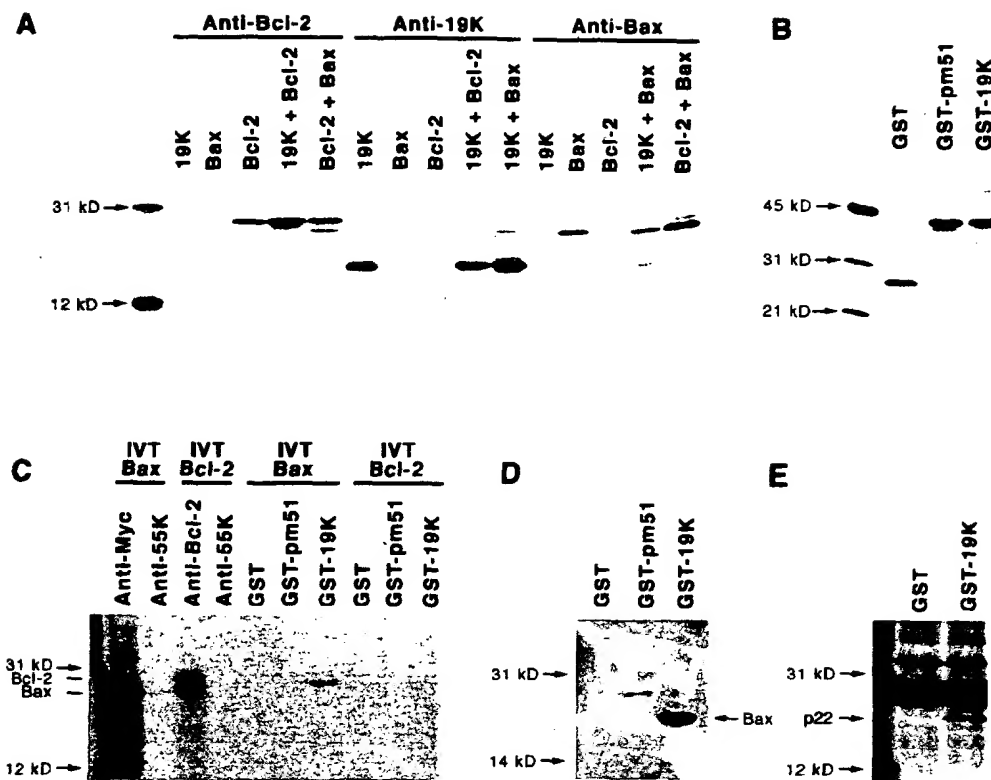 A
Anti-Bcl-2
Anti-19K
Anti-Bax
19K
Bax
Bcl-2
19K + Bcl-2
Bcl-2 + Bax
19K
Bax
Bcl-2
19K + Bcl-2
19K + Bax
19K
Bax
Bcl-2
19K + Bax
Bcl-2 + Bax
31 kD
12 kD
B
GST
GST-pm51
GST-19K
45 kD
31 kD
21 kD
C
IVT
Bax
IVT
Bcl-2
IVT
Bax
IVT
Bcl-2
Anti-Myc
Anti-55K
Anti-Bcl-2
Anti-55K
GST
GST-pm51
GST-19K
GST
GST-pm51
GST-19K
31 kD
Bcl-2
Bax
12 kD
D
GST
GST-pm51
GST-19K
31 kD
Bax
14 kD
E
GST
GST-19K
31 kD
p22
12 kD